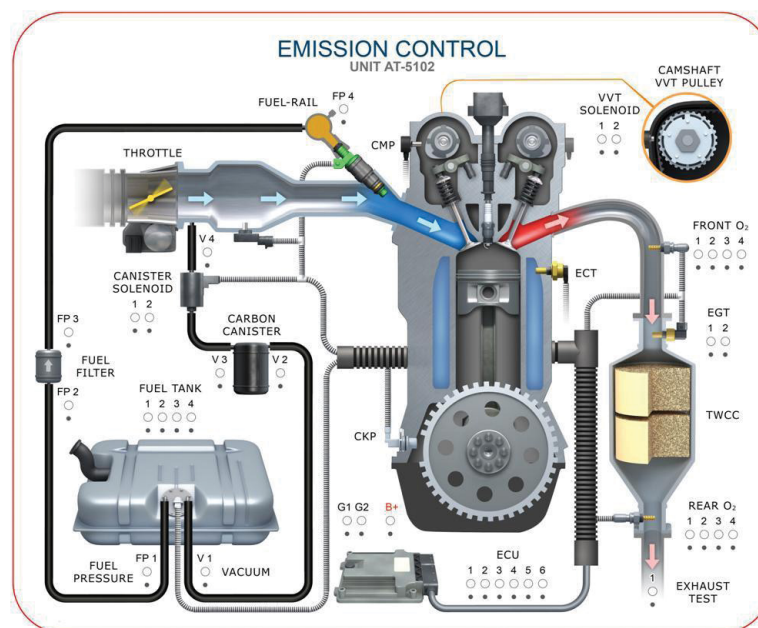 EMISSION CONTROL
UNIT AT-5102
CAMSHAFT
VVT PULLEY
VVT
SOLENOID
1 2
FP 4
FUEL-RAIL
CMP
THROTTLE
V 4
CANISTER
SOLENOID
1 2
FRONT O₂
1 2 3 4
ECT
EGT
1 2
FP 3
FUEL
FILTER
FP 2
CARBON
CANISTER
V 3
V 2
FUEL TANK
1 2 3 4
TWCC
CKP
G1 G2
B+
REAR O₂
1 2 3 4
FUEL
PRESSURE
FP 1
V 1
VACUUM
ECU
1 2 3 4 5 6
1
EXHAUST
TEST